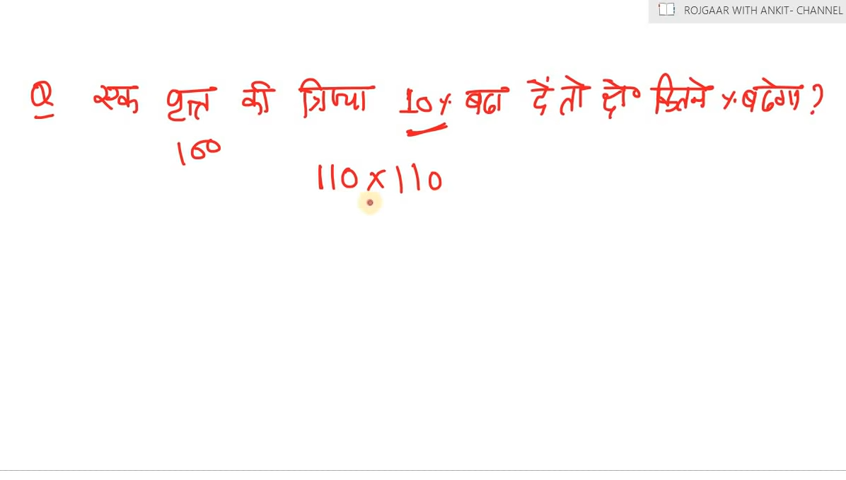 ROJGAAR WITH ANKIT- CHANNEL
Q एक वृत्त की त्रिज्या 10% बढा दें तो क्षे० कितने % बढेगा ?
100
110 × 110